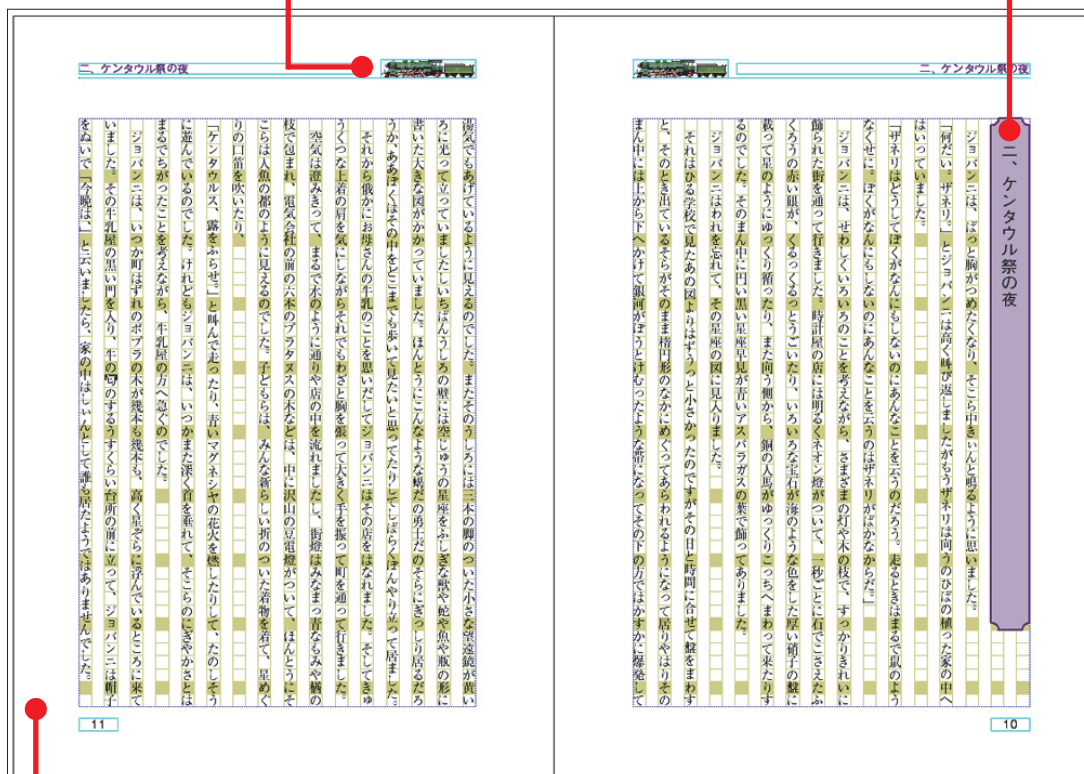 二、ケンタウル祭の夜
二、ケンタウル祭の夜
ジョバンニは、ぱっと胸がつめたくなり、そこら中きぃんと鳴るように思いました。
「何だい。ザネリ。」とジョバンニは高く叫び返しましたがもうザネリは向うのひばの植った家の中へ
はいっていました。
「ザネリはどうしてぼくがなんにもしないのにあんなことを云うのだろう。走るときはまるで鼠のよう
なくせに。ぼくがなんにもしないのにあんなことを云うのはザネリがばかなからだ。」
ジョバンニは、せわしくいろいろのことを考えながら、さまざまの灯や木の枝で、すっかりきれいに
飾られた街を通って行きました。時計屋の店には明るくネオン燈がついて、一秒ごとに石でこさえたふ
くろうの赤い眼が、くるっくるっとうごいたり、いろいろな宝石が海のような色をした厚い硝子の盤に
載って星のようにゆっくり循ったり、また向う側から、銅の人馬がゆっくりこっちへまわって来たりす
るのでした。そのまん中に円い黒い星座早見が青いアスパラガスの葉で飾ってありました。
ジョバンニはわれを忘れて、その星座の図に見入りました。
それはひる学校で見たあの図よりはずうっと小さかったのですがその日と時間に合せて盤をまわす
と、そのとき出ているそらがそのまま楕円形のなかにめぐってあらわれるようになって居りやはりその
まん中には上から下へかけて銀河がぼうとけむったような帯になってその下の方ではかすかに爆発して
10
二、ケンタウル祭の夜
湯気でもあげているように見えるのでした。またそのうしろには三本の脚のついた小さな望遠鏡が黄い
ろに光って立っていましたしいちばんうしろの壁には空じゅうの星座をふしぎな獣や蛇や魚や瓶の形に
書いた大きな図がかかっていました。ほんとうにこんなような蝎だの勇士だのそらにぎっしり居るだろ
うか、ああぼくはその中をどこまでも歩いて見たいと思ってたりしてしばらくぼんやり立って居ました。
それから俄かにお母さんの牛乳のことを思いだしてジョバンニはその店をはなれました。そしてきゅ
うくつな上着の肩を気にしながらそれでもわざと胸を張って大きく手を振って町を通って行きました。
空気は澄みきって、まるで水のように通りや店の中を流れましたし、街燈はみなまっ青なもみや楢の
枝で包まれ、電気会社の前の六本のプラタヌスの木などは、中に沢山の豆電燈がついて、ほんとうにそ
こらは人魚の都のように見えるのでした。子どもらは、みんな新らしい折のついた着物を着て、星めぐ
りの口笛を吹いたり、
「ケンタウルス、露をふらせ。」と叫んで走ったり、青いマグネシヤの花火を燃したりして、たのしそう
に遊んでいるのでした。けれどもジョバンニは、いつかまた深く首を垂れて、そこらのにぎやかさとは
まるでちがったことを考えながら、牛乳屋の方へ急ぐのでした。
ジョバンニは、いつか町はずれのポプラの木が幾本も幾本も、高く星ぞらに浮んでいるところに来て
いました。その牛乳屋の黒い門を入り、牛の匂のするうすくらい台所の前に立って、ジョバンニは帽子
をぬいで「今晩は、」と云いましたら、家の中はしぃんとして誰も居たようではありませんでした。
11